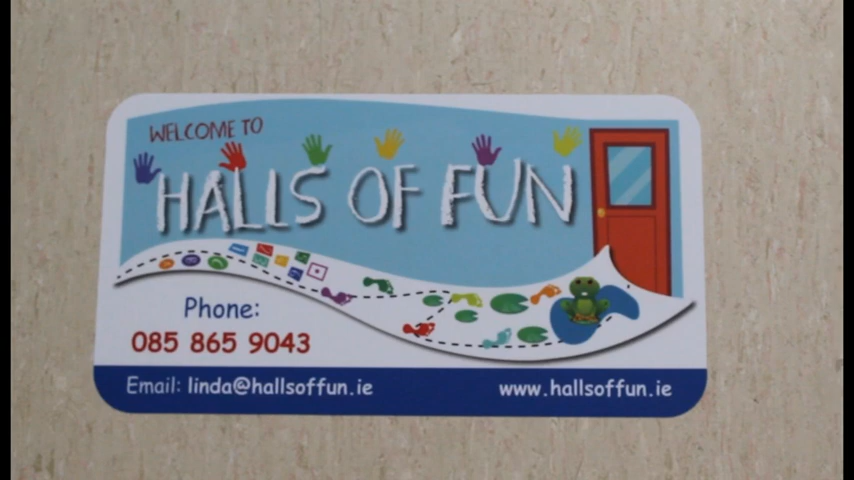 WELCOME TO
HALLS OF FUN
Phone:
085 865 9043
Email: linda@hallsoffun.ie
www.hallsoffun.ie